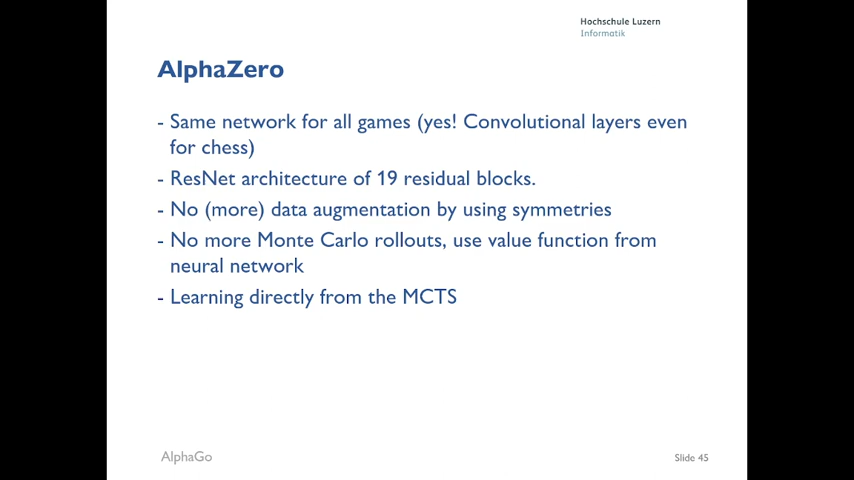 Hochschule Luzern
Informatik
AlphaZero
- Same network for all games (yes! Convolutional layers even
for chess)
- ResNet architecture of 19 residual blocks.
- No (more) data augmentation by using symmetries
- No more Monte Carlo rollouts, use value function from
neural network
- Learning directly from the MCTS
AlphaGo
Slide 45